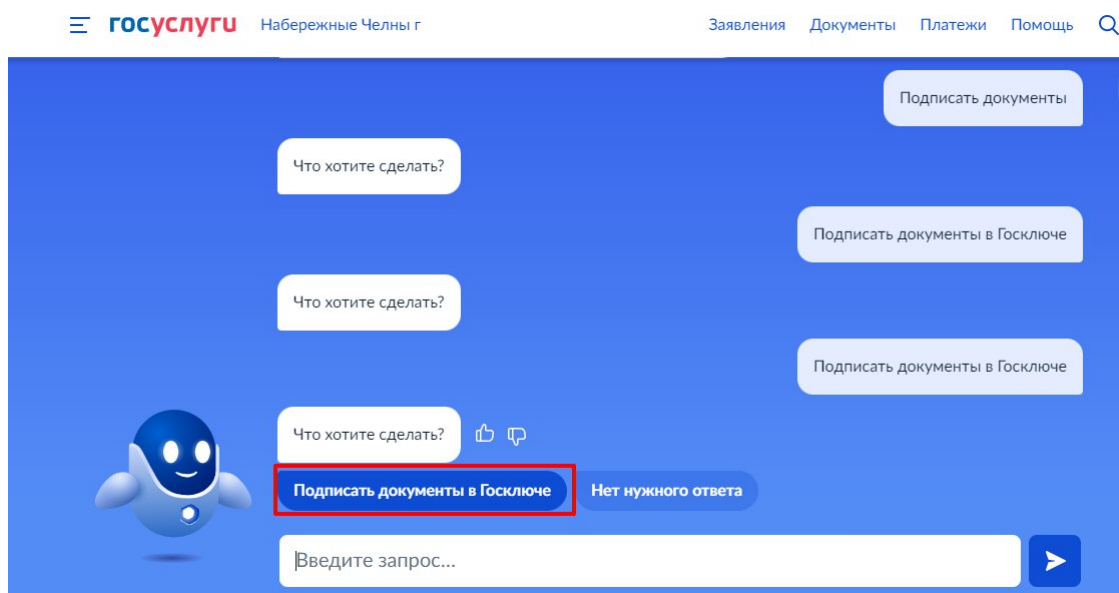 госуслуги Набережные Челны г Заявления Документы Платежи Помощь
Подписать документы
Что хотите сделать?
Подписать документы в Госключе
Что хотите сделать?
Подписать документы в Госключе
Что хотите сделать?
Подписать документы в Госключе Нет нужного ответа
Введите запрос...